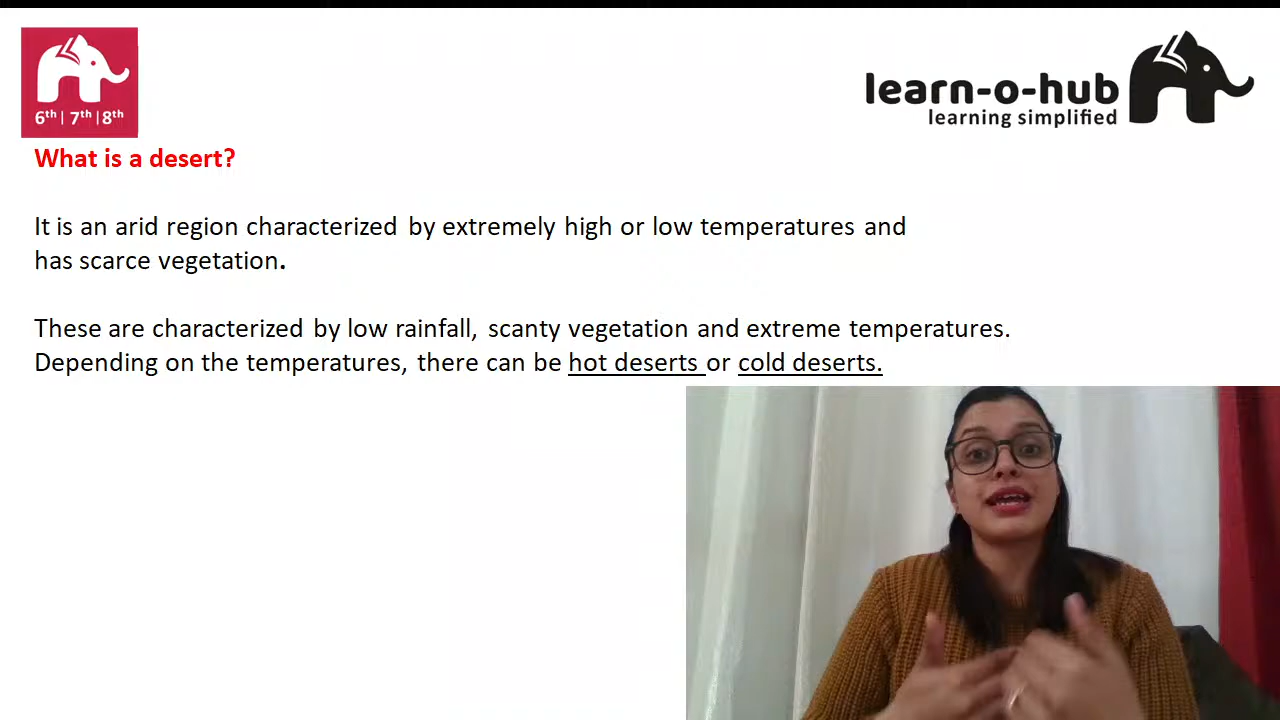 6th | 7th | 8th
learn-o-hub
learning simplified
What is a desert?
It is an arid region characterized by extremely high or low temperatures and
has scarce vegetation.
These are characterized by low rainfall, scanty vegetation and extreme temperatures.
Depending on the temperatures, there can be hot deserts or cold deserts.